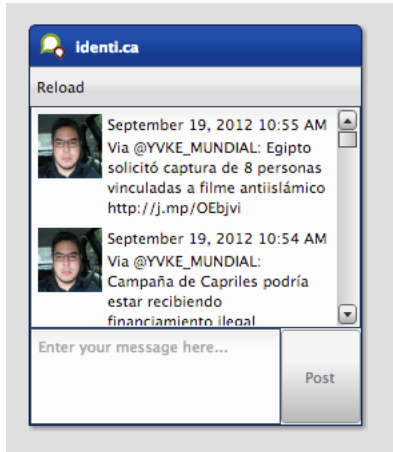 identi.ca
Reload
September 19, 2012 10:55 AM
Via @YVKE_MUNDIAL: Egipto
solicitó captura de 8 personas
vinculadas a filme antiislámico
http://j.mp/OEbjvi
September 19, 2012 10:54 AM
Via @YVKE_MUNDIAL:
Campaña de Capriles podría
estar recibiendo
financiamiento ilegal
Enter your message here...
Post